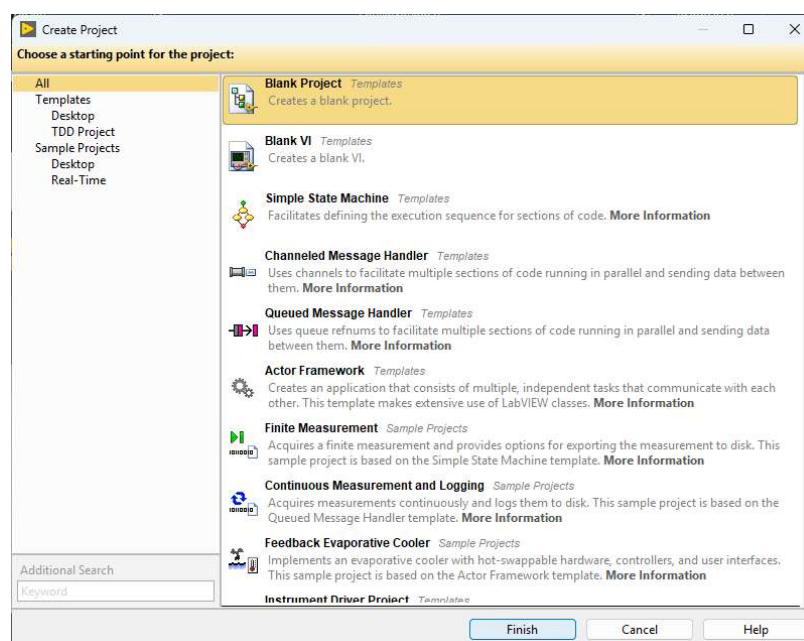 Create Project
Choose a starting point for the project:
All
Templates
Desktop
TDD Project
Sample Projects
Desktop
Real-Time
Additional Search
Keyword
Blank Project Templates
Creates a blank project.
Blank VI Templates
Creates a blank VI.
Simple State Machine Templates
Facilitates defining the execution sequence for sections of code. More Information
Channeled Message Handler Templates
Uses channels to facilitate multiple sections of code running in parallel and sending data between
them. More Information
Queued Message Handler Templates
Uses queue refnums to facilitate multiple sections of code running in parallel and sending data
between them. More Information
Actor Framework Templates
Creates an application that consists of multiple, independent tasks that communicate with each
other. This template makes extensive use of LabVIEW classes. More Information
Finite Measurement Sample Projects
Acquires a finite measurement and provides options for exporting the measurement to disk. This
sample project is based on the Simple State Machine template. More Information
Continuous Measurement and Logging Sample Projects
Acquires measurements continuously and logs them to disk. This sample project is based on the
Queued Message Handler template. More Information
Feedback Evaporative Cooler Sample Projects
Implements an evaporative cooler with hot-swappable hardware, controllers, and user interfaces.
This sample project is based on the Actor Framework template. More Information
Instrument Driver Project Templates
Finish
Cancel
Help